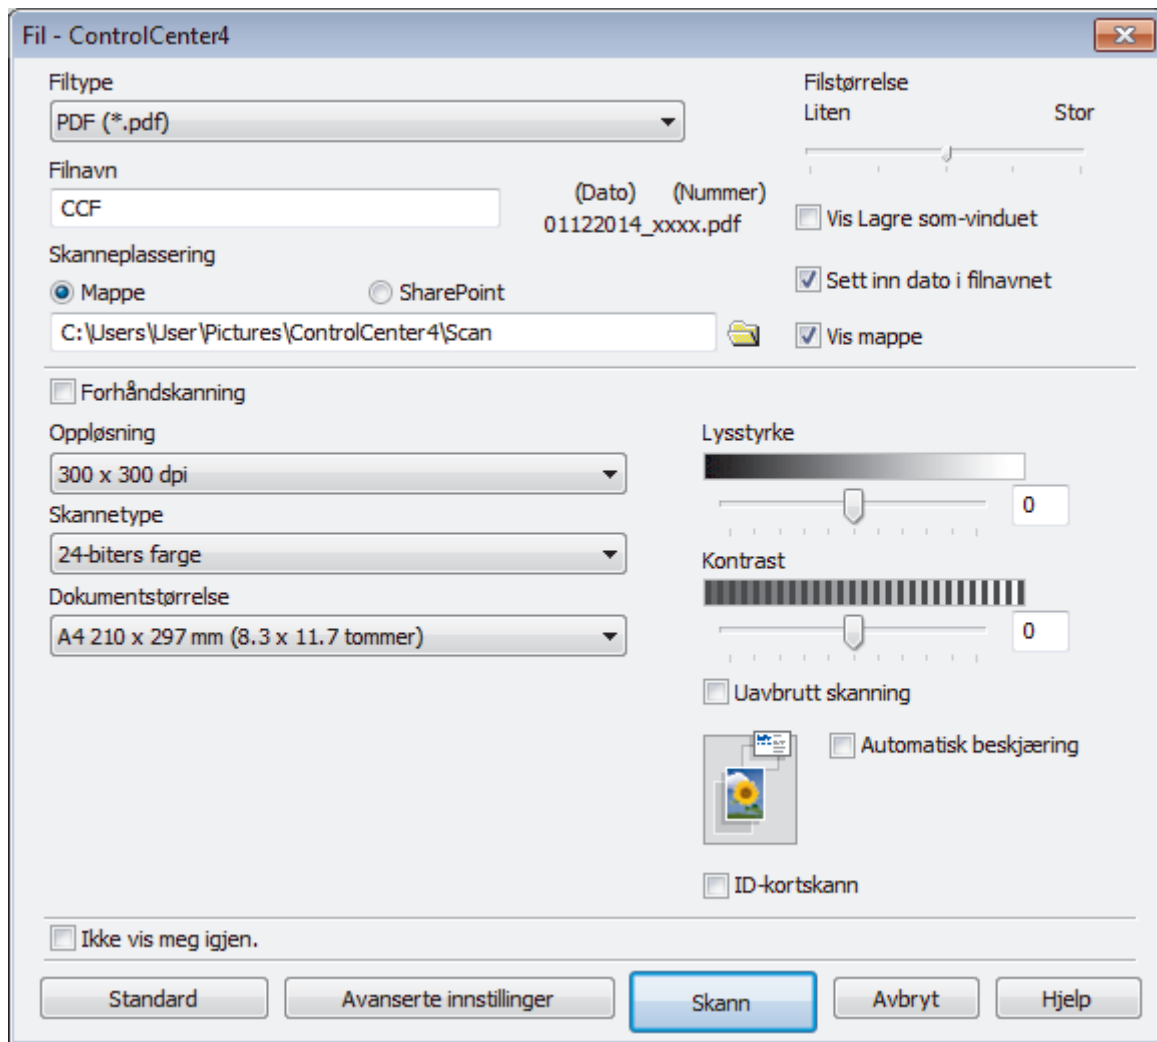 Fil - ControlCenter4
Filtype
PDF (*.pdf)
Filstørrelse
Liten Stor
Filnavn
CCF
(Dato) (Nummer)
01122014_xxxx.pdf
Vis Lagre som-vinduet
Skanneplassering
Mappe SharePoint
Sett inn dato i filnavnet
C:\Users\User\Pictures\ControlCenter4\Scan
Vis mappe
Forhåndskanning
Oppløsning
300 x 300 dpi
Skannetype
24-biters farge
Dokumentstørrelse
A4 210 x 297 mm (8.3 x 11.7 tommer)
Lysstyrke
0
Kontrast
0
Uavbrutt skanning
Automatisk beskjæring
ID-kortskann
Ikke vis meg igjen.
Standard Avanserte innstillinger Skann Avbryt Hjelp